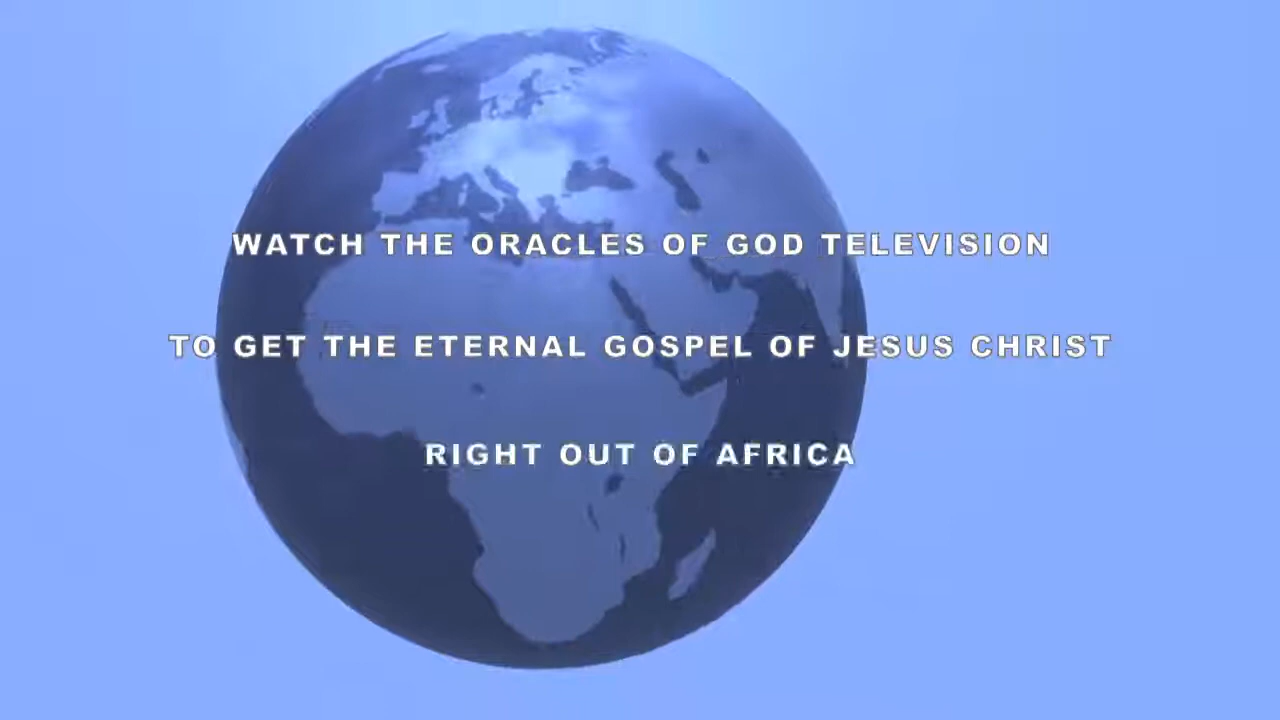 WATCH THE ORACLES OF GOD TELEVISION
TO GET THE ETERNAL GOSPEL OF JESUS CHRIST
RIGHT OUT OF AFRICA